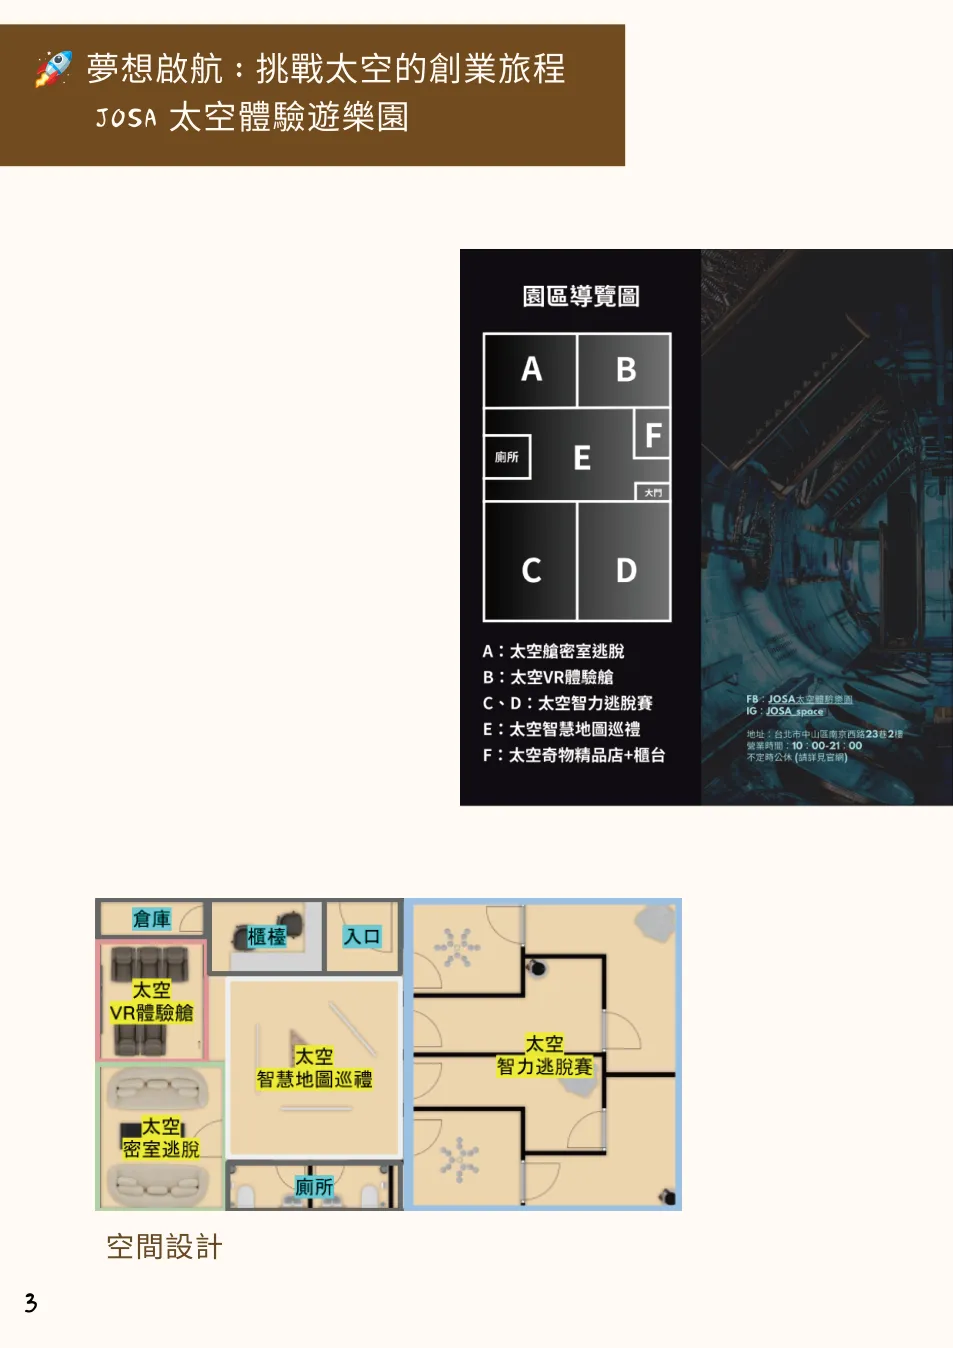 🚀 夢想啟航：挑戰太空的創業旅程
JOSA 太空體驗遊樂園
園區導覽圖
A
B
F
廁所
E
大門
C
D
A：太空艙密室逃脫
B：太空VR體驗艙
C、D：太空智力逃脫賽
E：太空智慧地圖巡禮
F：太空奇物精品店+櫃台
FB：JOSA太空體驗樂園
IG：JOSA_space
地址：台北市中山區南京西路23巷2樓
營業時間：10：00-21：00
不定時公休 (請詳見官網)
倉庫
櫃檯
入口
太空
VR體驗艙
太空
智慧地圖巡禮
太空
智力逃脫賽
太空
密室逃脫
廁所
空間設計
3